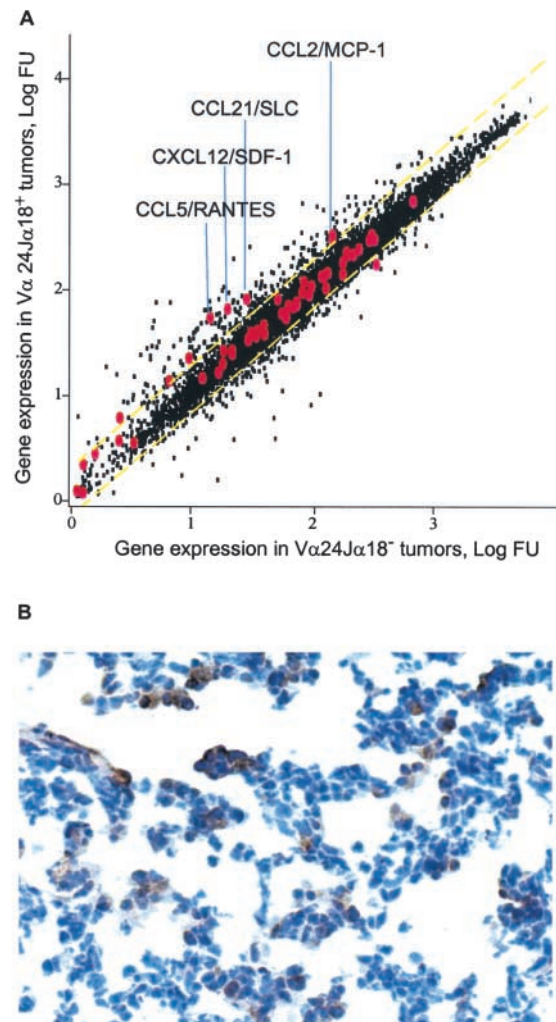 A
CCL2/MCP-1
CCL21/SLC
CXCL12/SDF-1
CCL5/RANTES
4
3
2
1
0
0 1 2 3
Gene expression in Vα 24Jα18⁺ tumors, Log FU
Gene expression in Vα24Jα18⁻ tumors, Log FU
B